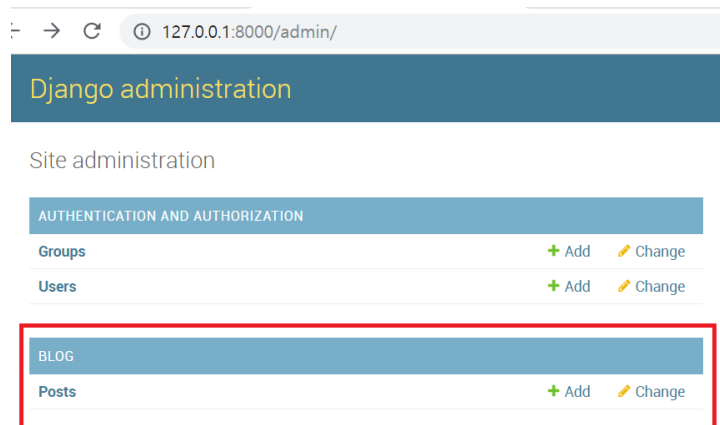 127.0.0.1:8000/admin/
Django administration
Site administration
AUTHENTICATION AND AUTHORIZATION
Groups Add Change
Users Add Change
BLOG
Posts Add Change